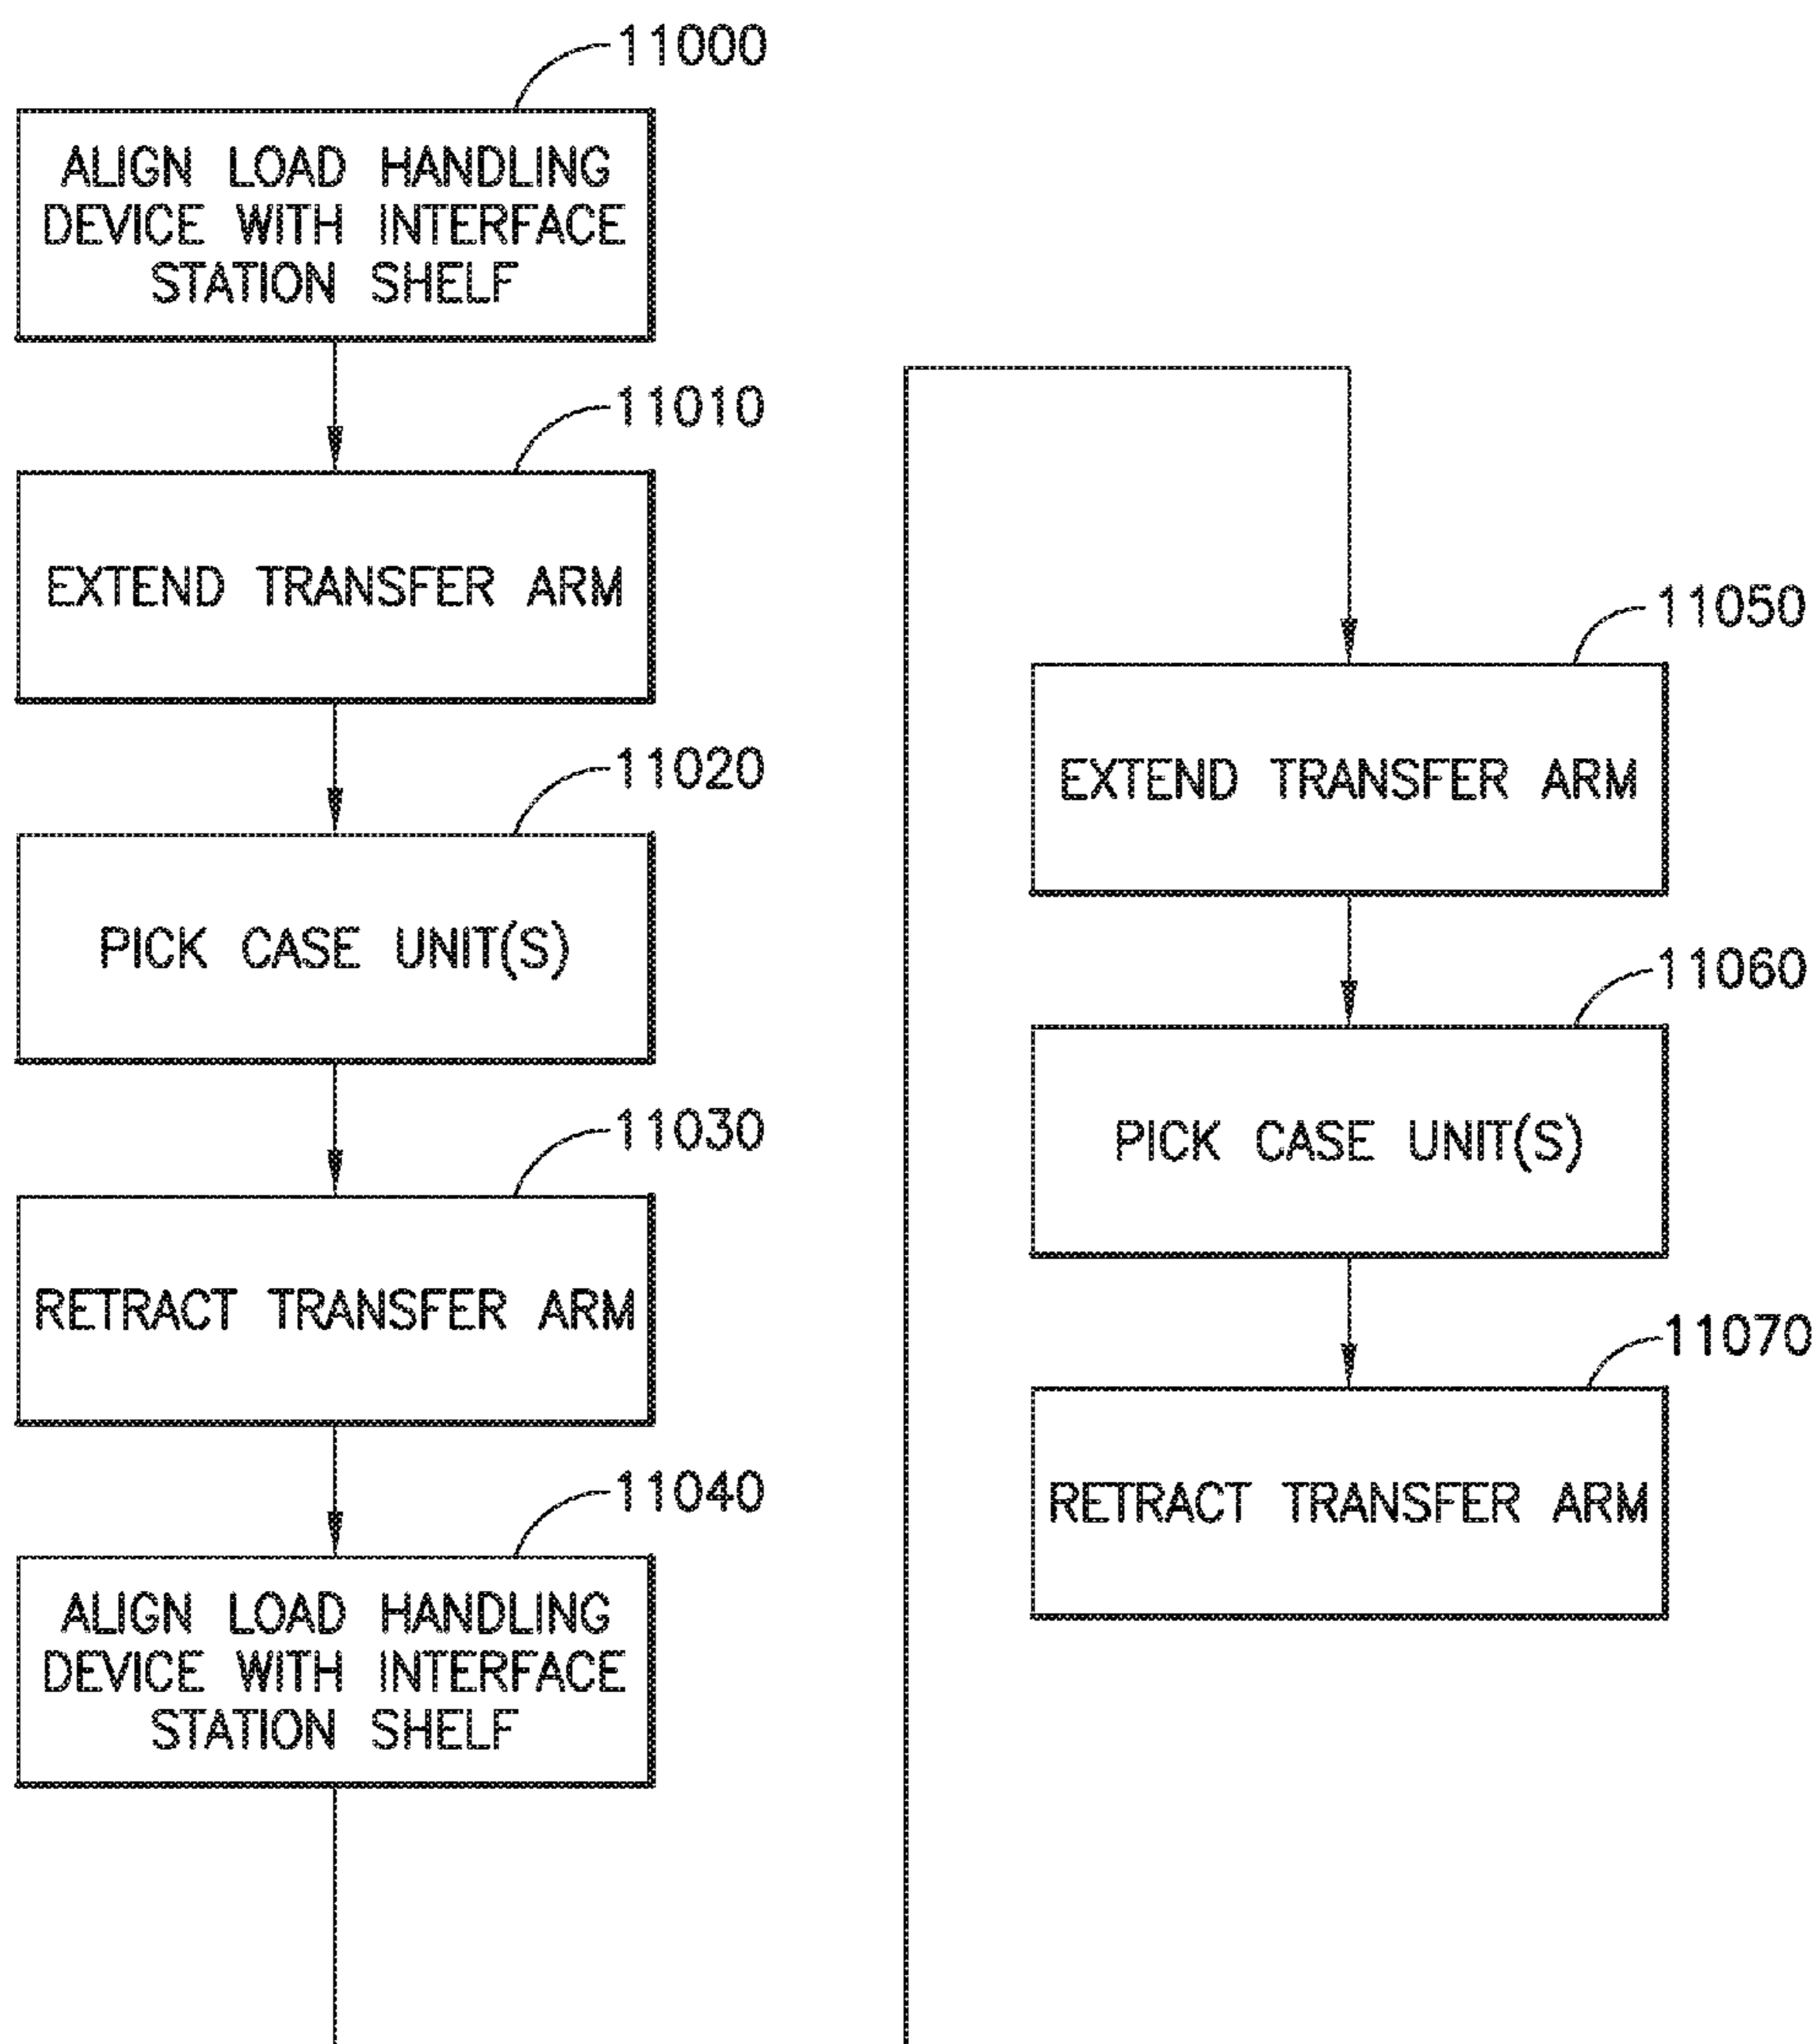 11000
ALIGN LOAD HANDLING
DEVICE WITH INTERFACE
STATION SHELF
11010
EXTEND TRANSFER ARM
11020
PICK CASE UNIT(S)
11030
RETRACT TRANSFER ARM
11040
ALIGN LOAD HANDLING
DEVICE WITH INTERFACE
STATION SHELF
11050
EXTEND TRANSFER ARM
11060
PICK CASE UNIT(S)
11070
RETRACT TRANSFER ARM